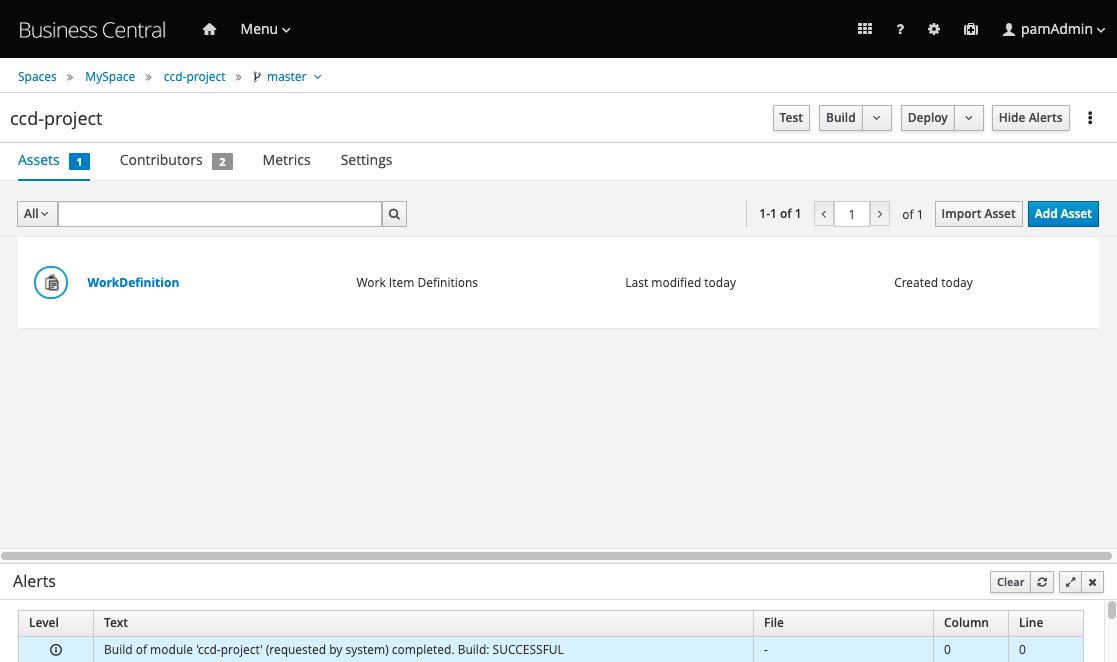 Business Central Menu ? pamAdmin
Spaces » MySpace » ccd-project » master
ccd-project Test Build Deploy Hide Alerts
Assets 1 Contributors 2 Metrics Settings
All 1-1 of 1 < 1 > of 1 Import Asset Add Asset
WorkDefinition Work Item Definitions Last modified today Created today
Alerts Clear
Level Text File Column Line
Build of module 'ccd-project' (requested by system) completed. Build: SUCCESSFUL - 0 0